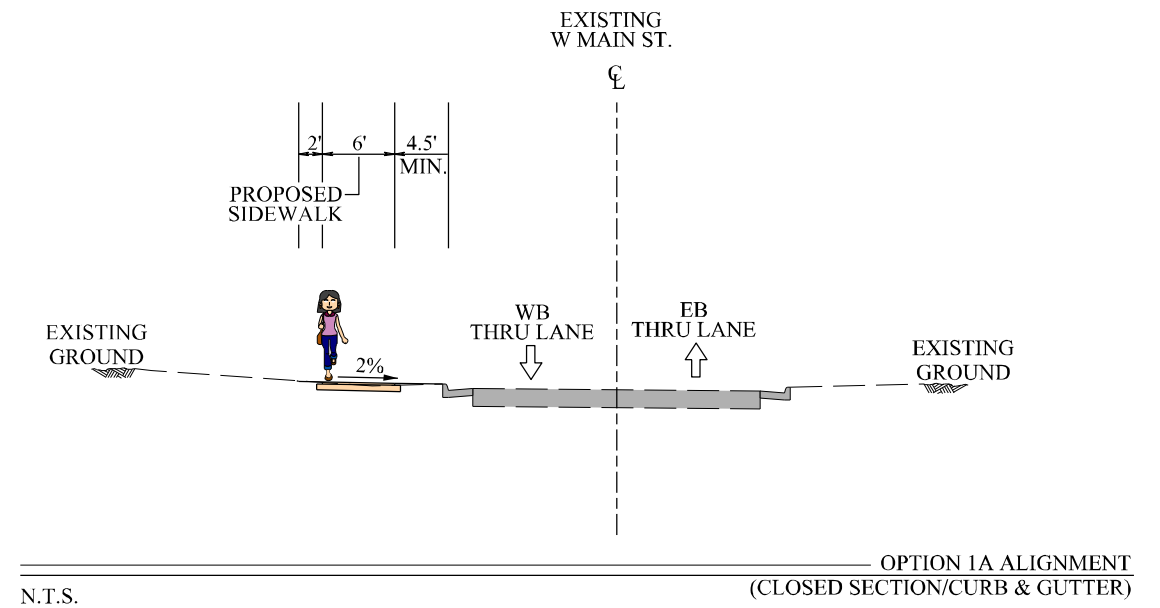 EXISTING
W MAIN ST.
℄
2'
6'
4.5'
MIN.
PROPOSED
SIDEWALK
WB
THRU LANE
EB
THRU LANE
EXISTING
GROUND
2%
EXISTING
GROUND
OPTION 1A ALIGNMENT
(CLOSED SECTION/CURB & GUTTER)
N.T.S.